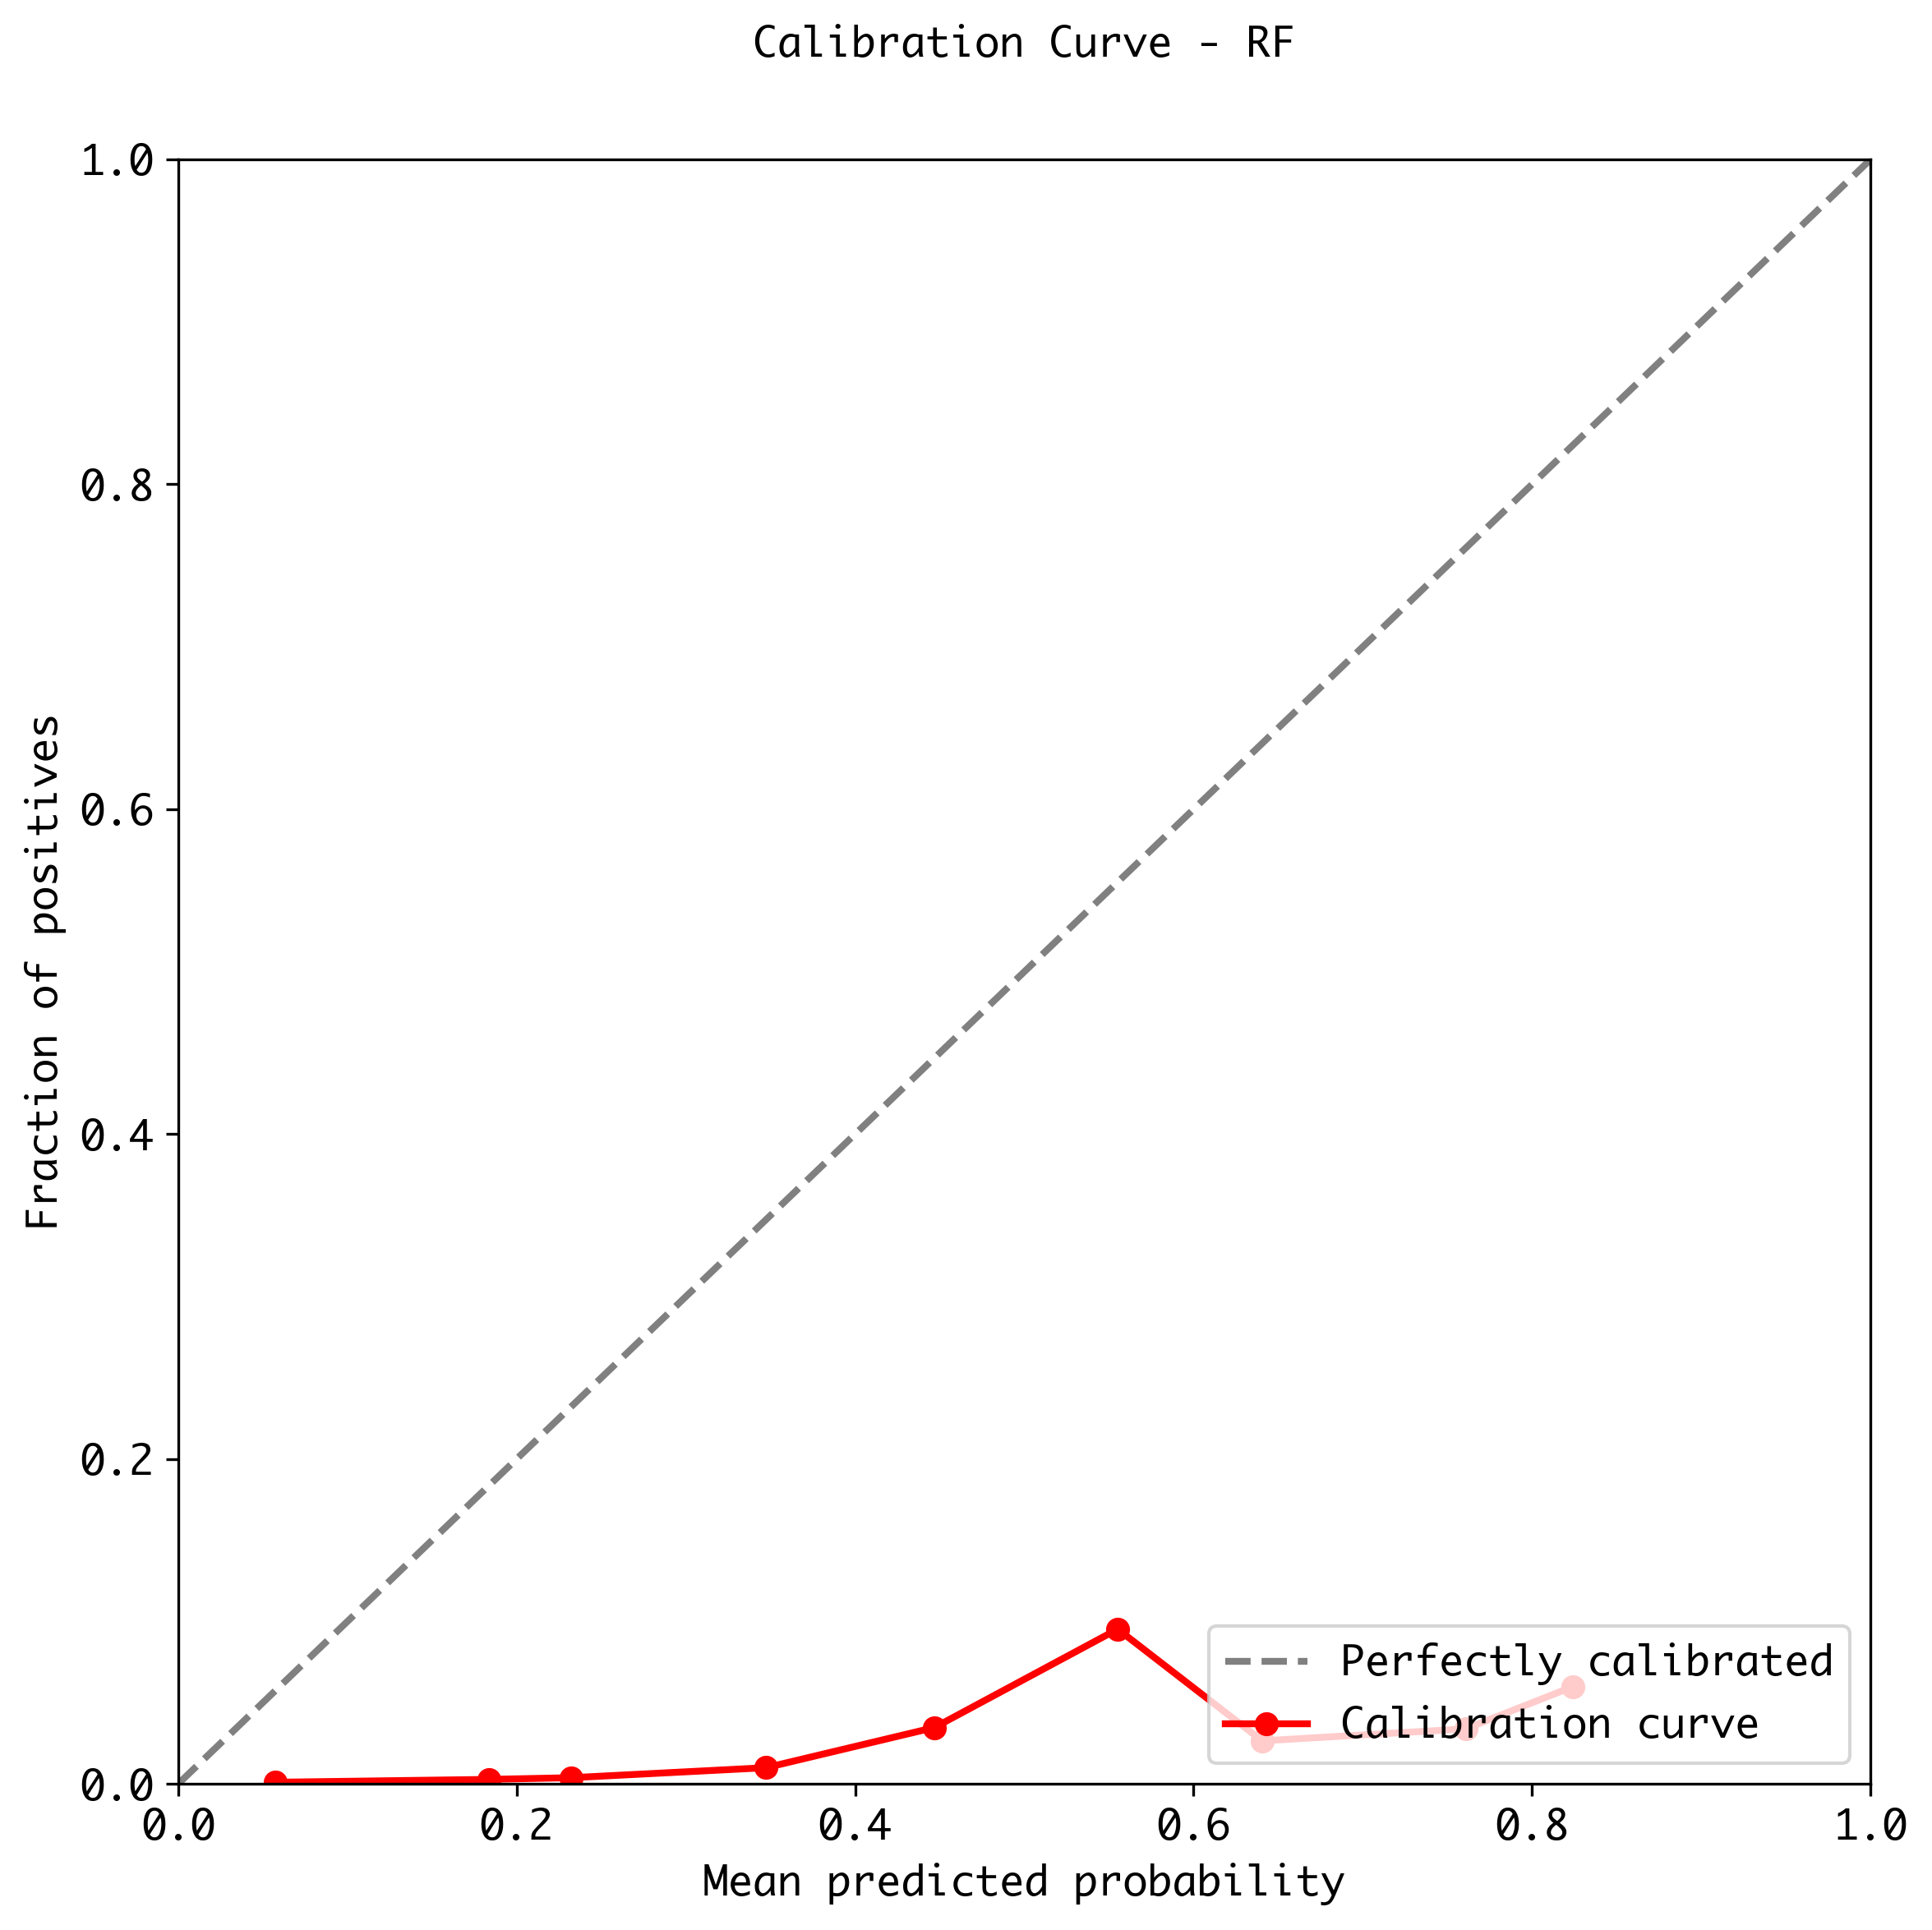 Calibration Curve - RF
1.0
0.8
0.6
0.4
0.2
0.0
Fraction of positives
Perfectly calibrated
Calibration curve
0.0 0.2 0.4 0.6 0.8 1.0
Mean predicted probability